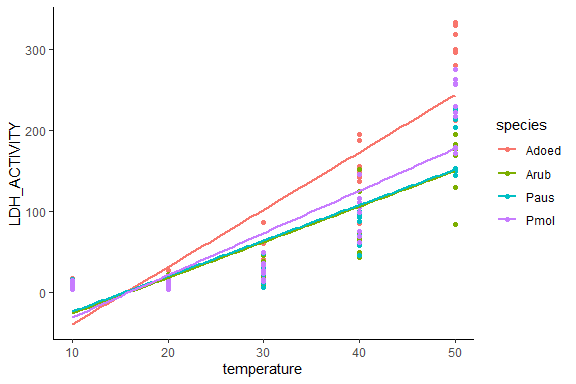 300
200
100
0
LDH_ACTIVITY
10 20 30 40 50
temperature
species
Adoed
Arub
Paus
Pmol